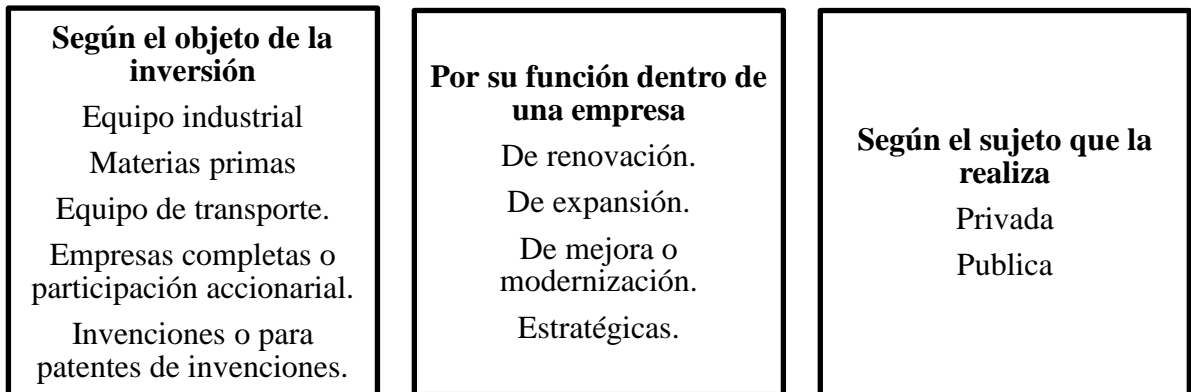 Según el objeto de la
inversión
Equipo industrial
Materias primas
Equipo de transporte.
Empresas completas o
participación accionarial.
Invenciones o para
patentes de invenciones.
Por su función dentro de
una empresa
De renovación.
De expansión.
De mejora o
modernización.
Estratégicas.
Según el sujeto que la
realiza
Privada
Publica